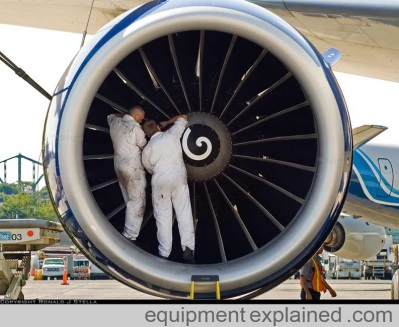 03
COPYRIGHT RONALD J STELLA
equipment explained.com